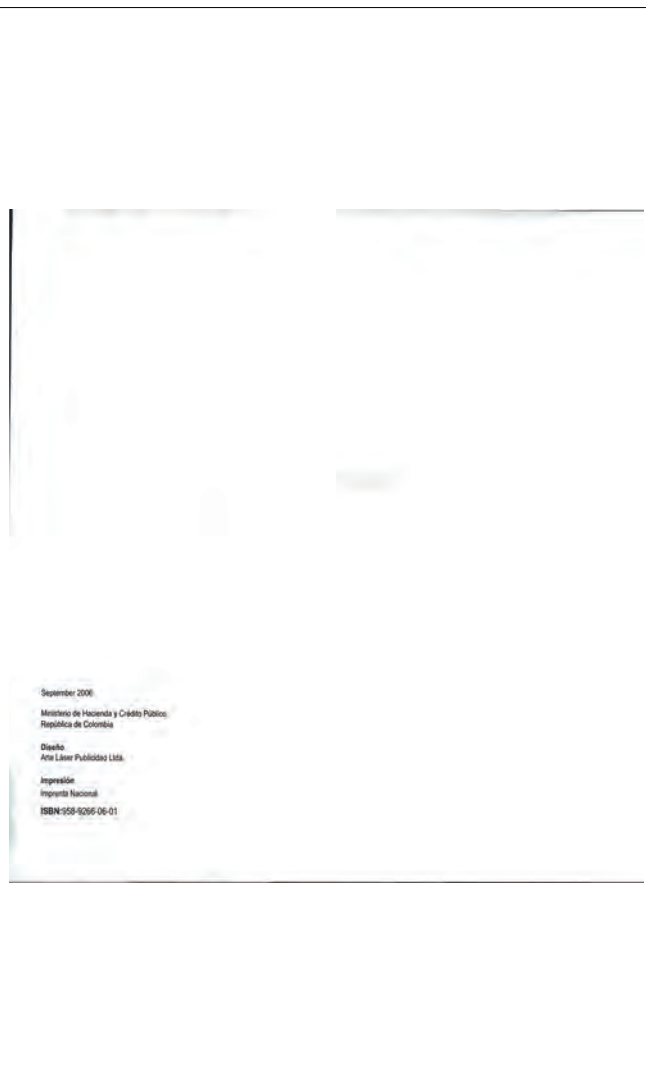 September 2006
Ministerio de Hacienda y Crédito Público
República de Colombia
Diseño
Arte Láser Publicidad Ltda.
Impresión
Imprenta Nacional
ISBN:958-9266-06-01